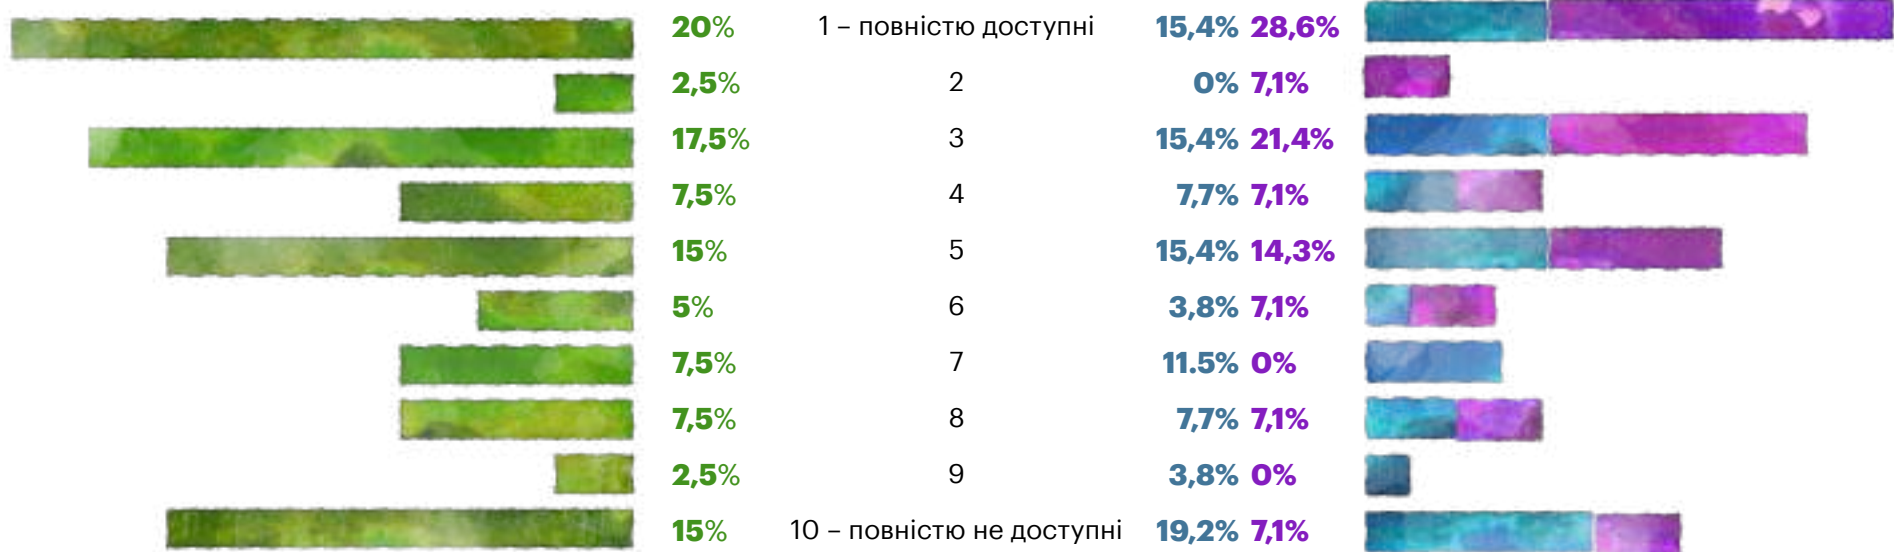 20% 1 – повністю доступні 15,4% 28,6%
2,5% 2 0% 7,1%
17,5% 3 15,4% 21,4%
7,5% 4 7,7% 7,1%
15% 5 15,4% 14,3%
5% 6 3,8% 7,1%
7,5% 7 11.5% 0%
7,5% 8 7,7% 7,1%
2,5% 9 3,8% 0%
15% 10 – повністю не доступні 19,2% 7,1%